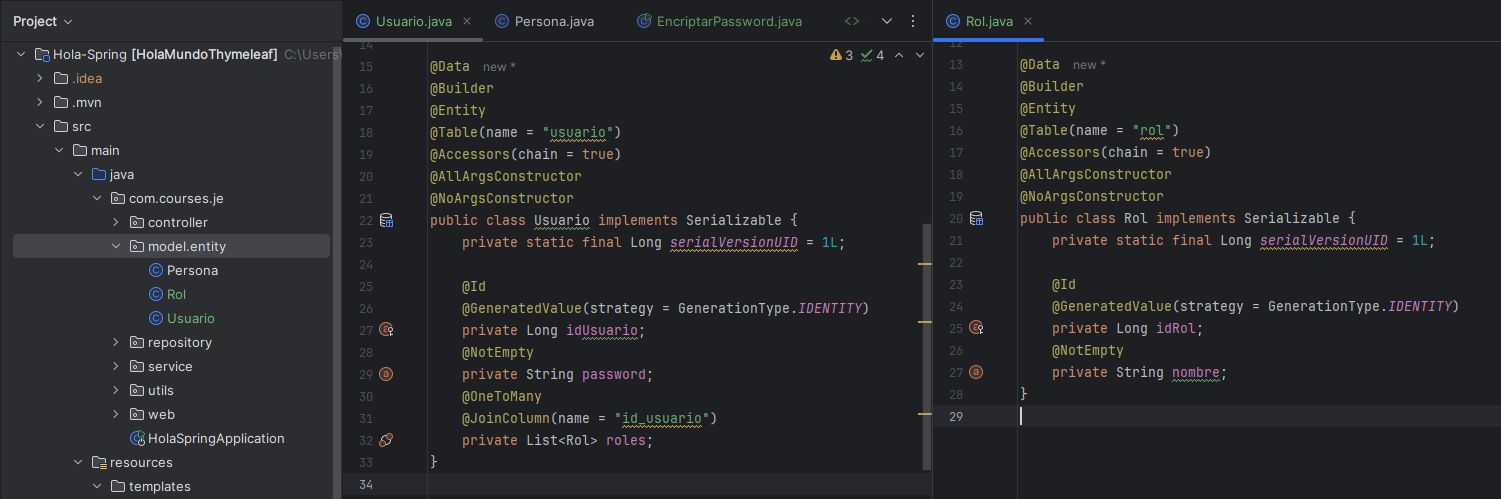 Project
Hola-Spring [HolaMundoThymeleaf] C:\Users\
.idea
.mvn
src
main
java
com.courses.je
controller
model.entity
Persona
Rol
Usuario
repository
service
utils
web
HolaSpringApplication
resources
templates
Usuario.java
Persona.java
EncriptarPassword.java
3 4
14
15 @Data new *
16 @Builder
17 @Entity
18 @Table(name = "usuario")
19 @Accessors(chain = true)
20 @AllArgsConstructor
21 @NoArgsConstructor
22 public class Usuario implements Serializable {
23 private static final Long serialVersionUID = 1L;
24
25 @Id
26 @GeneratedValue(strategy = GenerationType.IDENTITY)
27 private Long idUsuario;
28 @NotEmpty
29 private String password;
30 @OneToMany
31 @JoinColumn(name = "id_usuario")
32 private List<Rol> roles;
33 }
34
Rol.java
12
13 @Data new *
14 @Builder
15 @Entity
16 @Table(name = "rol")
17 @Accessors(chain = true)
18 @AllArgsConstructor
19 @NoArgsConstructor
20 public class Rol implements Serializable {
21 private static final Long serialVersionUID = 1L;
22
23 @Id
24 @GeneratedValue(strategy = GenerationType.IDENTITY)
25 private Long idRol;
26 @NotEmpty
27 private String nombre;
28 }
29